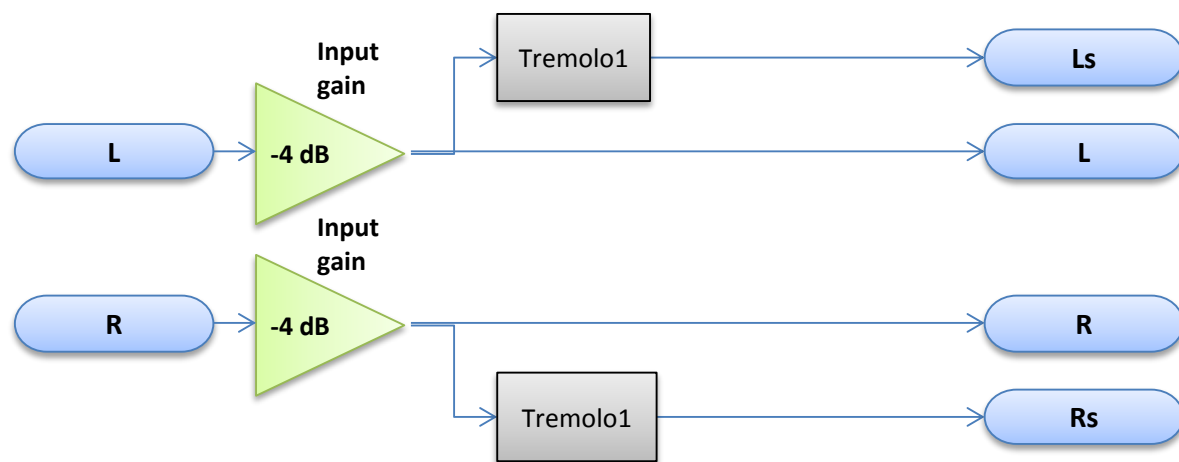 Input
gain
Tremolo1
Ls
L
-4 dB
L
Input
gain
R
-4 dB
R
Tremolo1
Rs